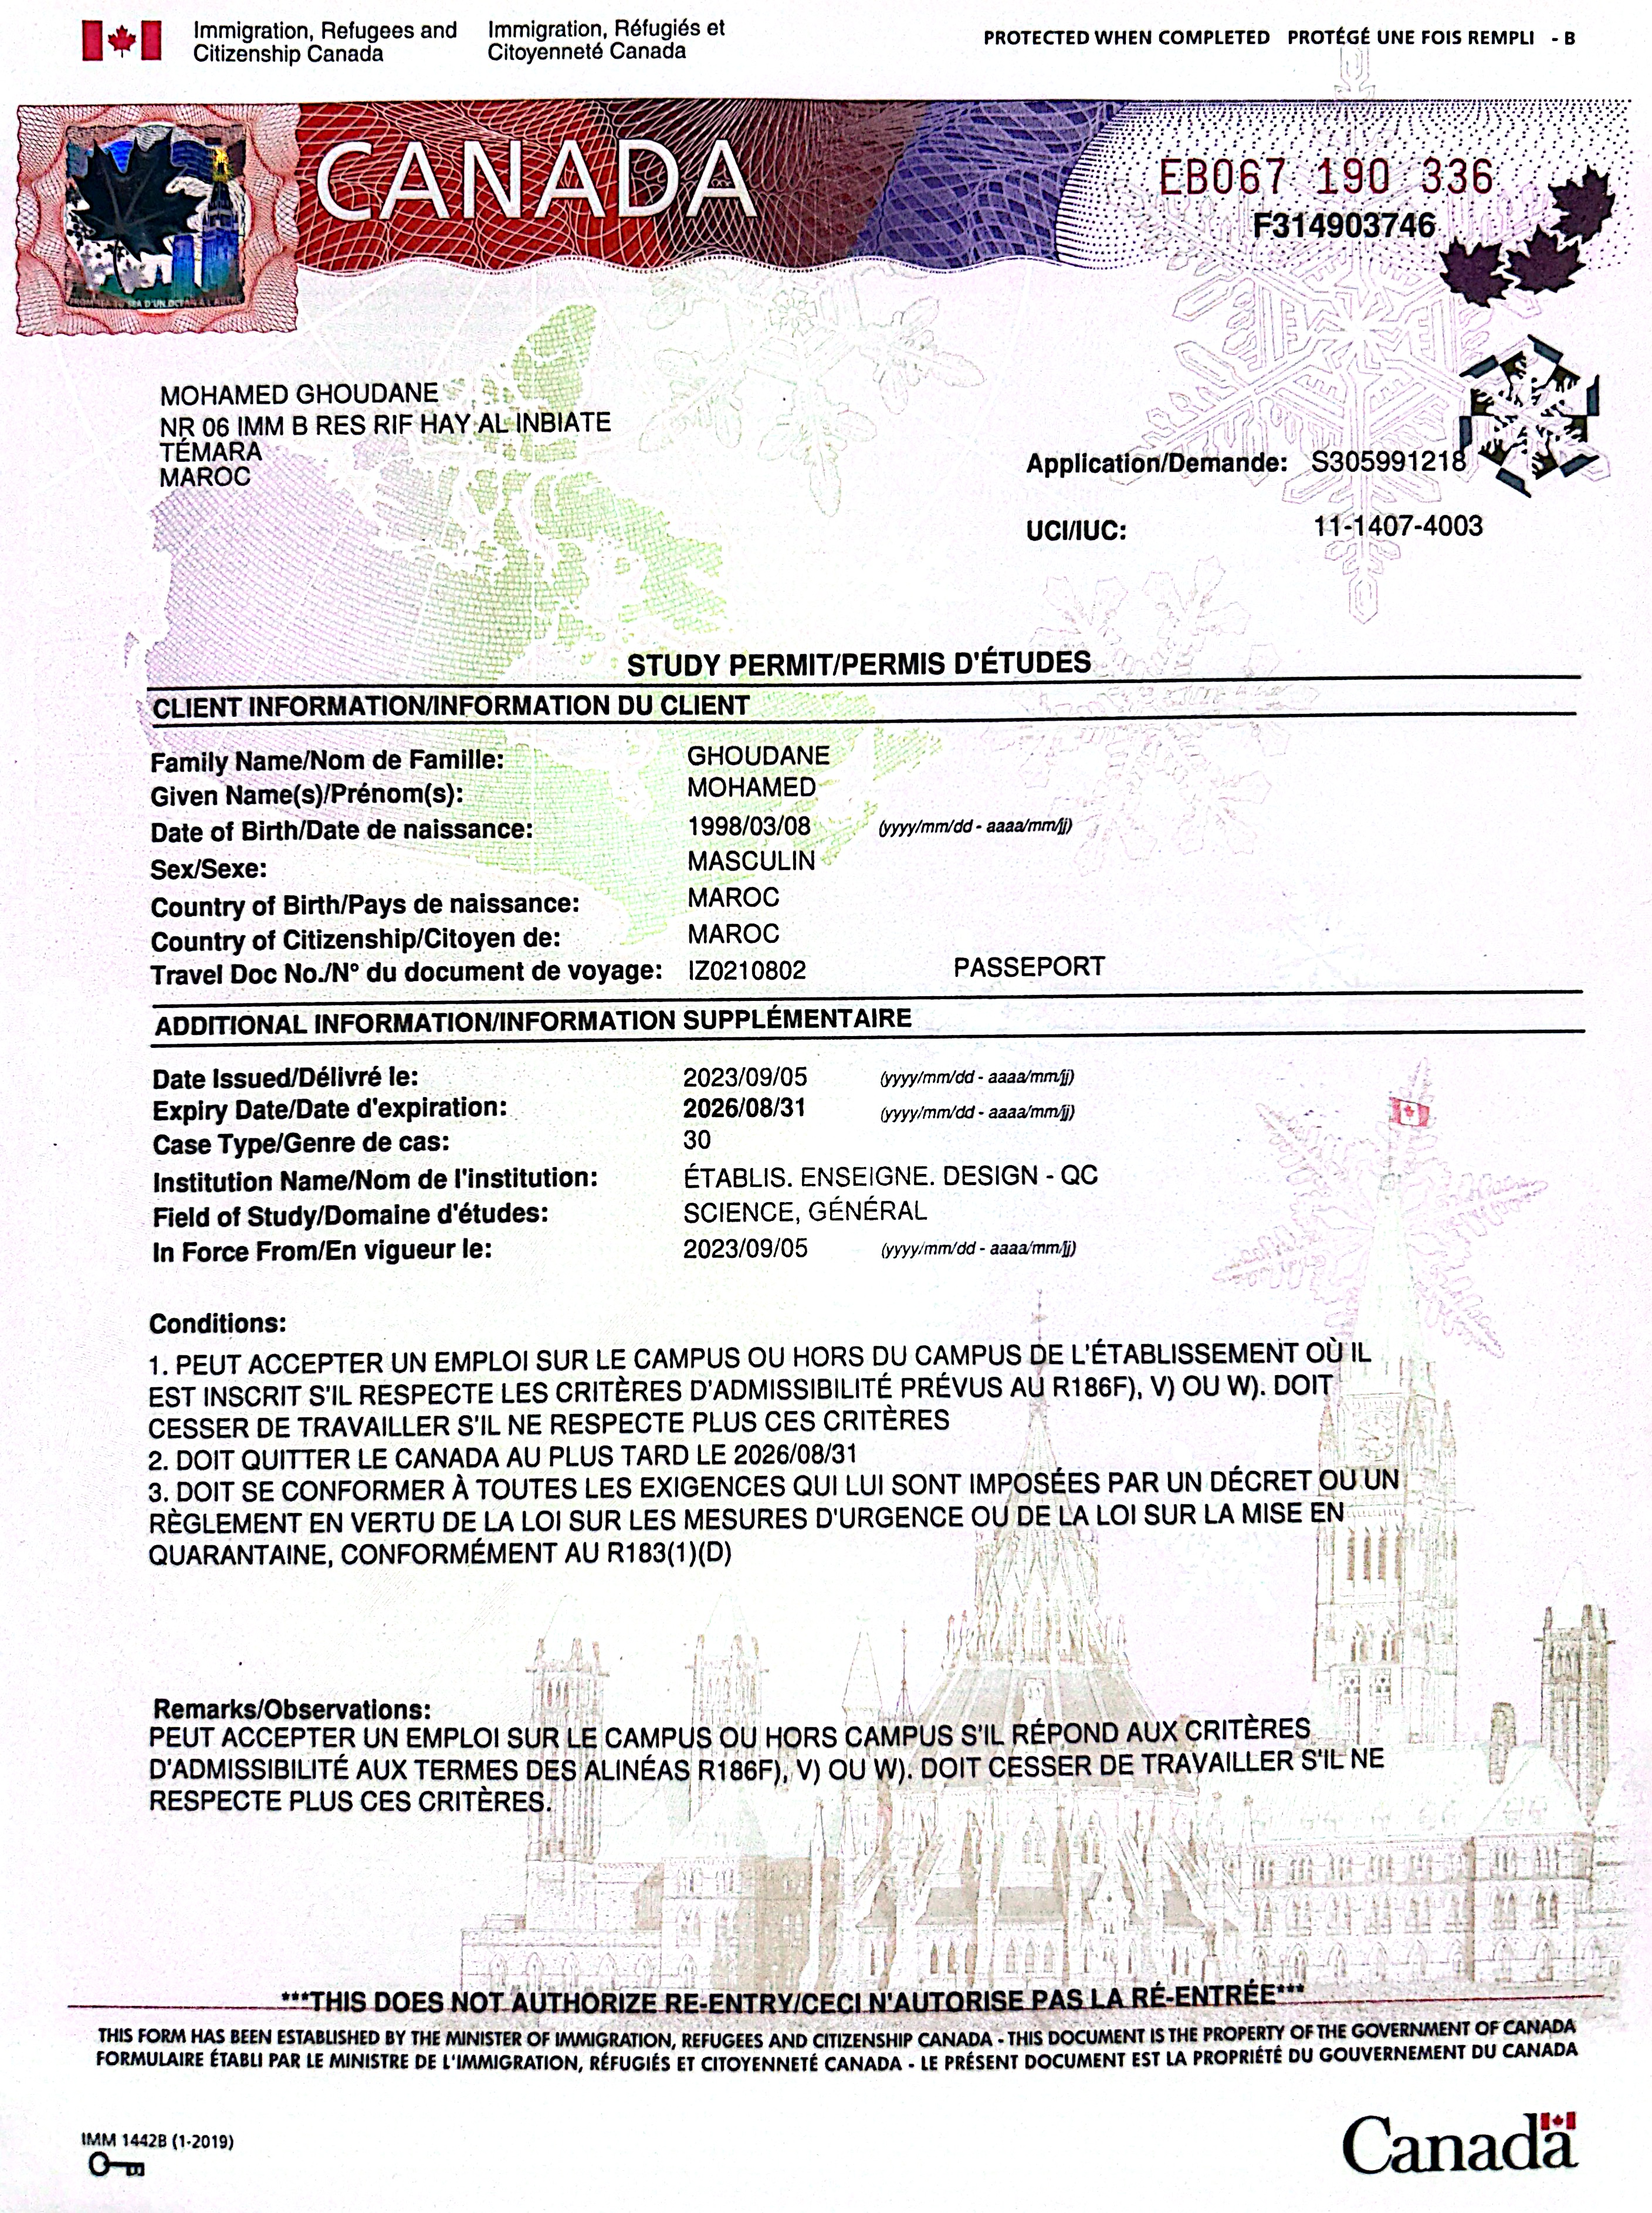 Immigration, Refugees and Citizenship Canada
Immigration, Réfugiés et Citoyenneté Canada
PROTECTED WHEN COMPLETED PROTÉGÉ UNE FOIS REMPLI - B
CANADA
EB067 190 336
F314903746
MOHAMED GHOUDANE
NR 06 IMM B RES RIF HAY AL INBIATE
TÉMARA
MAROC
Application/Demande: S305991218
UCI/IUC: 11-1407-4003
STUDY PERMIT/PERMIS D'ÉTUDES
CLIENT INFORMATION/INFORMATION DU CLIENT
Family Name/Nom de Famille: GHOUDANE
Given Name(s)/Prénom(s): MOHAMED
Date of Birth/Date de naissance: 1998/03/08 (yyyy/mm/dd - aaaa/mm/jj)
Sex/Sexe: MASCULIN
Country of Birth/Pays de naissance: MAROC
Country of Citizenship/Citoyen de: MAROC
Travel Doc No./N° du document de voyage: IZ0210802 PASSEPORT
ADDITIONAL INFORMATION/INFORMATION SUPPLÉMENTAIRE
Date Issued/Délivré le: 2023/09/05 (yyyy/mm/dd - aaaa/mm/jj)
Expiry Date/Date d'expiration: 2026/08/31 (yyyy/mm/dd - aaaa/mm/jj)
Case Type/Genre de cas: 30
Institution Name/Nom de l'institution: ÉTABLIS. ENSEIGNE. DESIGN - QC
Field of Study/Domaine d'études: SCIENCE, GÉNÉRAL
In Force From/En vigueur le: 2023/09/05 (yyyy/mm/dd - aaaa/mm/jj)
Conditions:
1. PEUT ACCEPTER UN EMPLOI SUR LE CAMPUS OU HORS DU CAMPUS DE L'ÉTABLISSEMENT OÙ IL
EST INSCRIT S'IL RESPECTE LES CRITÈRES D'ADMISSIBILITÉ PRÉVUS AU R186F), V) OU W). DOIT
CESSER DE TRAVAILLER S'IL NE RESPECTE PLUS CES CRITÈRES
2. DOIT QUITTER LE CANADA AU PLUS TARD LE 2026/08/31
3. DOIT SE CONFORMER À TOUTES LES EXIGENCES QUI LUI SONT IMPOSÉES PAR UN DÉCRET OU UN
RÈGLEMENT EN VERTU DE LA LOI SUR LES MESURES D'URGENCE OU DE LA LOI SUR LA MISE EN
QUARANTAINE, CONFORMÉMENT AU R183(1)(D)
Remarks/Observations:
PEUT ACCEPTER UN EMPLOI SUR LE CAMPUS OU HORS CAMPUS S'IL RÉPOND AUX CRITÈRES
D'ADMISSIBILITÉ AUX TERMES DES ALINÉAS R186F), V) OU W). DOIT CESSER DE TRAVAILLER S'IL NE
RESPECTE PLUS CES CRITÈRES.
***THIS DOES NOT AUTHORIZE RE-ENTRY/CECI N'AUTORISE PAS LA RÉ-ENTRÉE***
THIS FORM HAS BEEN ESTABLISHED BY THE MINISTER OF IMMIGRATION, REFUGEES AND CITIZENSHIP CANADA - THIS DOCUMENT IS THE PROPERTY OF THE GOVERNMENT OF CANADA
FORMULAIRE ÉTABLI PAR LE MINISTRE DE L'IMMIGRATION, RÉFUGIÉS ET CITOYENNETÉ CANADA - LE PRÉSENT DOCUMENT EST LA PROPRIÉTÉ DU GOUVERNEMENT DU CANADA
IMM 1442B (1-2019)
Canada